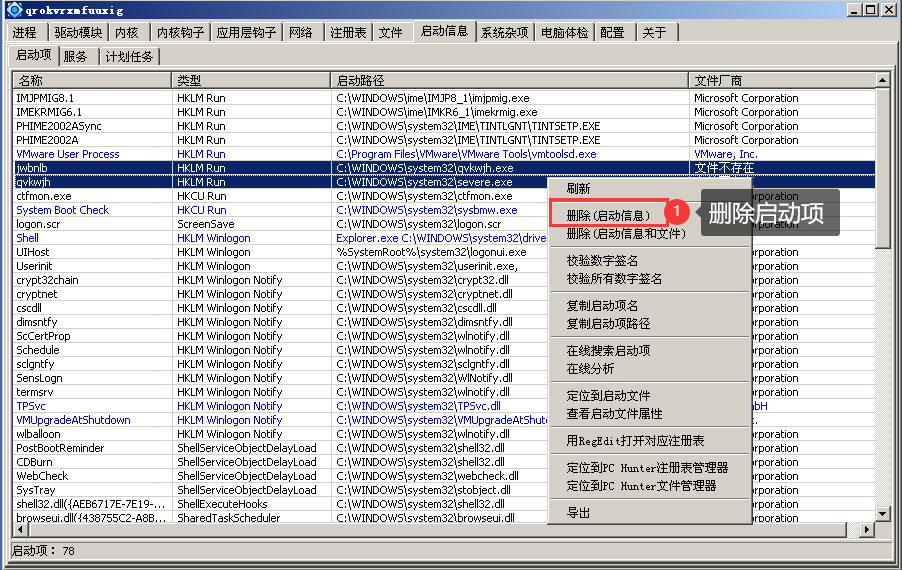 qrokvrxmfuuxig
进程 驱动模块 内核 内核钩子 应用层钩子 网络 注册表 文件 启动信息 系统杂项 电脑体检 配置 关于
启动项 服务 计划任务
名称 类型 启动路径 文件厂商
IMJPMIG8.1 HKLM Run C:\WINDOWS\ime\IMJP8_1\imjpmig.exe Microsoft Corporation
IMEKRMIG6.1 HKLM Run C:\WINDOWS\ime\IMKR6_1\imekrmig.exe Microsoft Corporation
PHIME2002ASync HKLM Run C:\WINDOWS\system32\IME\TINTLGNT\TINTSETP.EXE Microsoft Corporation
PHIME2002A HKLM Run C:\WINDOWS\system32\IME\TINTLGNT\TINTSETP.EXE Microsoft Corporation
VMware User Process HKLM Run C:\Program Files\VMware\VMware Tools\vmtoolsd.exe VMware, Inc.
jwbnlb HKLM Run C:\WINDOWS\system32\qvkwjh.exe 文件不存在
qvkwjh HKLM Run C:\WINDOWS\system32\severe.exe
ctfmon.exe HKCU Run C:\WINDOWS\system32\ctfmon.exe
System Boot Check HKCU Run C:\WINDOWS\system32\sysbmw.exe
logon.scr ScreenSave C:\WINDOWS\system32\logon.scr
Shell HKLM Winlogon Explorer.exe C:\WINDOWS\system32\drive
UIHost HKLM Winlogon %SystemRoot%\system32\logonui.exe orporation
Userinit HKLM Winlogon C:\WINDOWS\system32\userinit.exe, orporation
crypt32chain HKLM Winlogon Notify C:\WINDOWS\system32\crypt32.dll orporation
cryptnet HKLM Winlogon Notify C:\WINDOWS\system32\cryptnet.dll orporation
cscdll HKLM Winlogon Notify C:\WINDOWS\system32\cscdll.dll orporation
dimsntfy HKLM Winlogon Notify C:\WINDOWS\system32\dimsntfy.dll orporation
ScCertProp HKLM Winlogon Notify C:\WINDOWS\system32\wlnotify.dll orporation
Schedule HKLM Winlogon Notify C:\WINDOWS\system32\wlnotify.dll orporation
sclgntfy HKLM Winlogon Notify C:\WINDOWS\system32\sclgntfy.dll orporation
SensLogn HKLM Winlogon Notify C:\WINDOWS\system32\WlNotify.dll orporation
termsrv HKLM Winlogon Notify C:\WINDOWS\system32\wlnotify.dll orporation
TPSvc HKLM Winlogon Notify C:\WINDOWS\system32\TPSvc.dll bH
VMUpgradeAtShutdown HKLM Winlogon Notify C:\WINDOWS\system32\VMUpgradeAtShu
wlballoon HKLM Winlogon Notify C:\WINDOWS\system32\wlnotify.dll orporation
PostBootReminder ShellServiceObjectDelayLoad C:\WINDOWS\system32\shell32.dll orporation
CDBurn ShellServiceObjectDelayLoad C:\WINDOWS\system32\shell32.dll orporation
WebCheck ShellServiceObjectDelayLoad C:\WINDOWS\system32\webcheck.dll orporation
SysTray ShellServiceObjectDelayLoad C:\WINDOWS\system32\stobject.dll orporation
shell32.dll({AEB6717E-7E19-... ShellExecuteHooks C:\WINDOWS\system32\shell32.dll orporation
browseui.dll({438755C2-A8B... SharedTaskScheduler C:\WINDOWS\system32\browseui.dll orporation
刷新
删除(启动信息)
1 删除启动项
删除(启动信息和文件)
校验数字签名
校验所有数字签名
复制启动项名
复制启动项路径
在线搜索启动项
在线分析
定位到启动文件
查看启动文件属性
用RegEdit打开对应注册表
定位到PC Hunter注册表管理器
定位到PC Hunter文件管理器
导出
启动项: 78